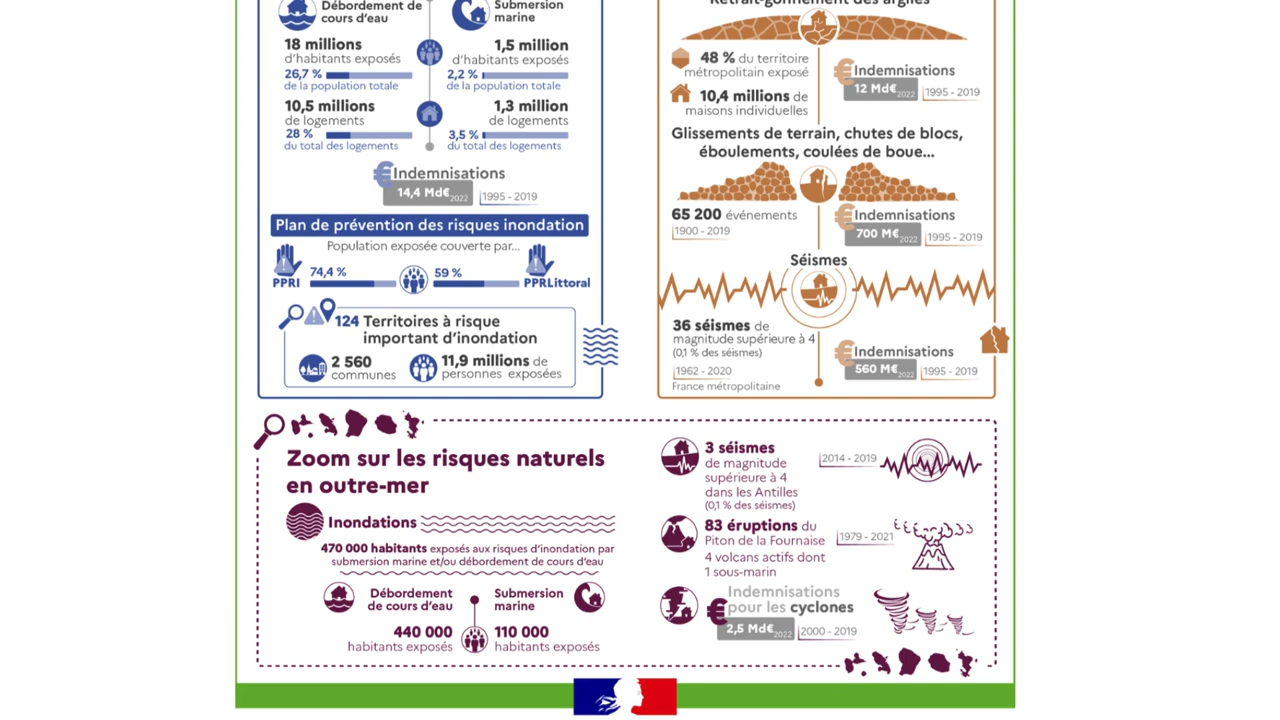 Débordement de
cours d'eau
Submersion
marine
18 millions
d'habitants exposés
26,7 %
de la population totale
1,5 million
d'habitants exposés
2,2 %
de la population totale
10,5 millions
de logements
28 %
du total des logements
1,3 million
de logements
3,5 %
du total des logements
€ Indemnisations
14,4 Md€2022
1995 - 2019
Plan de prévention des risques inondation
Population exposée couverte par...
PPRI
74,4 %
59 %
PPRLittoral
124 Territoires à risque
important d'inondation
2 560
communes
11,9 millions de
personnes exposées
Retrait-gonflement des argiles
48 % du territoire
métropolitain exposé
10,4 millions de
maisons individuelles
€ Indemnisations
12 Md€2022
1995 - 2019
Glissements de terrain, chutes de blocs,
éboulements, coulées de boue...
65 200 événements
1900 - 2019
€ Indemnisations
700 M€2022
1995 - 2019
Séismes
36 séismes de
magnitude supérieure à 4
(0,1 % des séismes)
1962 - 2020
France métropolitaine
€ Indemnisations
560 M€2022
1995 - 2019
Zoom sur les risques naturels
en outre-mer
Inondations
470 000 habitants exposés aux risques d'inondation par
submersion marine et/ou débordement de cours d'eau
Débordement
de cours d'eau
Submersion
marine
440 000
habitants exposés
110 000
habitants exposés
3 séismes
de magnitude
supérieure à 4
dans les Antilles
(0,1 % des séismes)
2014 - 2019
83 éruptions du
Piton de la Fournaise
4 volcans actifs dont
1 sous-marin
1979 - 2021
€ Indemnisations
pour les cyclones
2,5 Md€2022
2000 - 2019